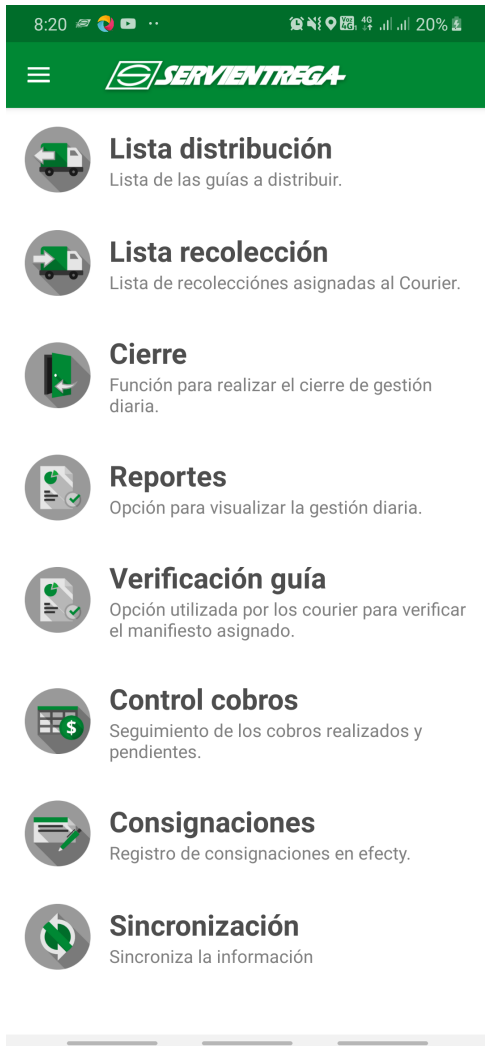 8:20 20%
SERVIENTREGA
Lista distribución
Lista de las guías a distribuir.
Lista recolección
Lista de recolecciónes asignadas al Courier.
Cierre
Función para realizar el cierre de gestión
diaria.
Reportes
Opción para visualizar la gestión diaria.
Verificación guía
Opción utilizada por los courier para verificar
el manifiesto asignado.
Control cobros
Seguimiento de los cobros realizados y
pendientes.
Consignaciones
Registro de consignaciones en efecty.
Sincronización
Sincroniza la información